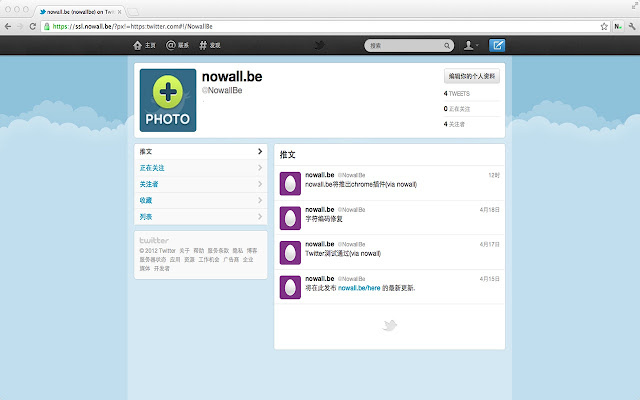 nowall.be (nowallbe) on Twit
https://ssl.nowall.be/?px!=https:twitter.com#!/NowallBe
主页
@ 联系
# 发现
搜索
nowall.be
@NowallBe
PHOTO
编辑你的个人资料
4 TWEETS
0 正在关注
4 关注者
推文
正在关注
关注者
收藏
列表
twitter
© 2012 Twitter 关于 帮助 服务条款 隐私 博客
服务器状态 应用 资源 工作机会 广告商 企业
媒体 开发者
推文
nowall.be @NowallBe 12时
nowall.be将推出chrome插件(via nowall)
nowall.be @NowallBe 4月18日
字符编码修复
nowall.be @NowallBe 4月17日
Twitter测试通过(via nowall)
nowall.be @NowallBe 4月15日
将在此发布 nowall.be/here 的最新更新.